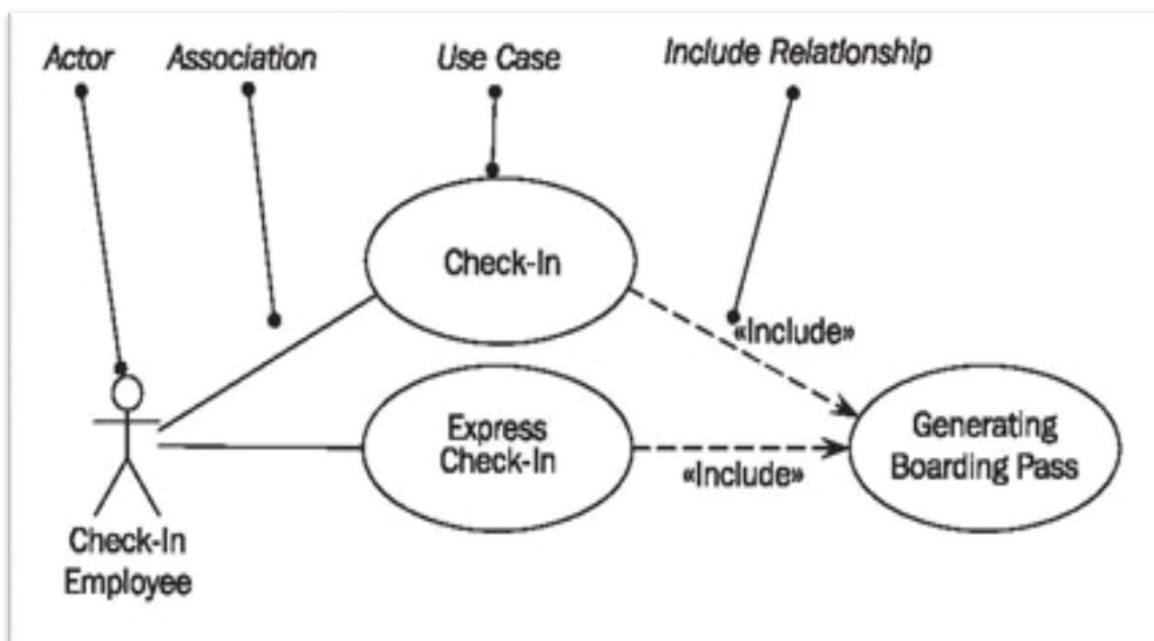 Actor
Association
Use Case
Include Relationship
Check-In
«Include»
Express
Check-In
«Include»
Generating
Boarding Pass
Check-In
Employee